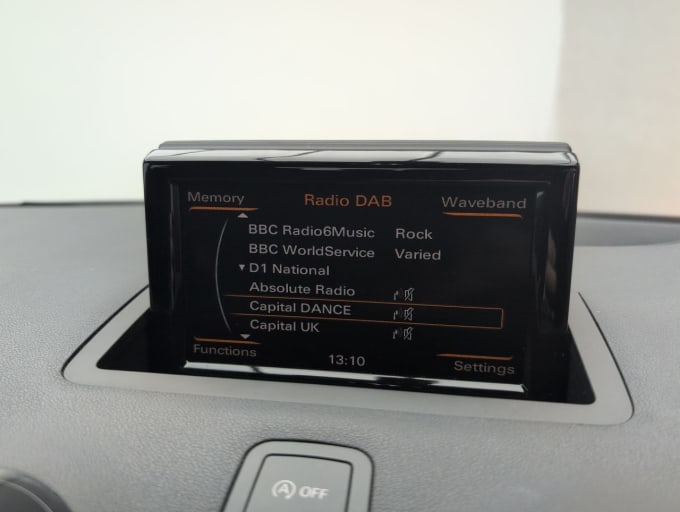 Memory Radio DAB Waveband
BBC Radio6Music Rock
BBC WorldService Varied
D1 National
Absolute Radio
Capital DANCE
Capital UK
Functions 13:10 Settings
A OFF